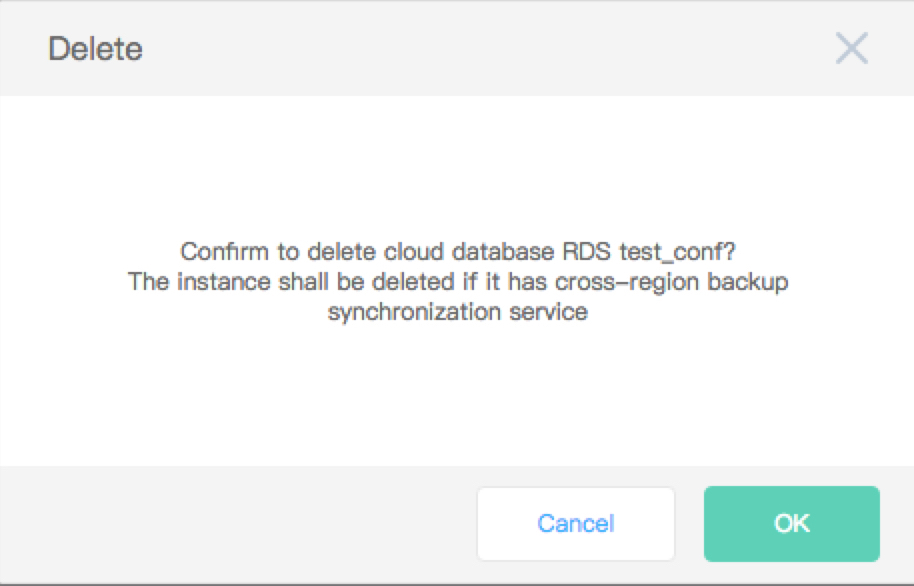 Delete
Confirm to delete cloud database RDS test_conf?
The instance shall be deleted if it has cross-region backup
synchronization service
Cancel
OK